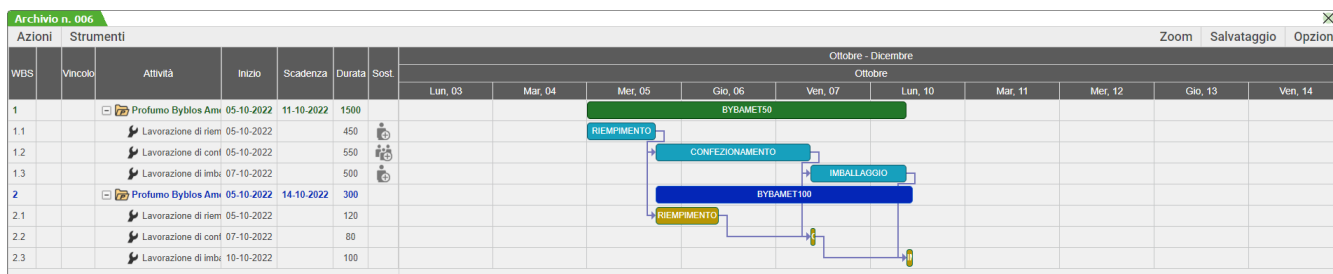 Archivio n. 006
Azioni Strumenti Zoom Salvataggio Opzion
WBS Vincolo Attività Inizio Scadenza Durata Sost. Ottobre - Dicembre
Ottobre
Lun, 03 Mar, 04 Mer, 05 Gio, 06 Ven, 07 Lun, 10 Mar, 11 Mer, 12 Gio, 13 Ven, 14
1 Profumo Byblos Ame 05-10-2022 11-10-2022 1500 BYBAMET50
1.1 Lavorazione di riem 05-10-2022 450 RIEMPIMENTO
1.2 Lavorazione di conf 05-10-2022 550 CONFEZIONAMENTO
1.3 Lavorazione di imba 07-10-2022 500 IMBALLAGGIO
2 Profumo Byblos Ame 05-10-2022 14-10-2022 300 BYBAMET100
2.1 Lavorazione di riem 05-10-2022 120 RIEMPIMENTO
2.2 Lavorazione di conf 07-10-2022 80
2.3 Lavorazione di imba 10-10-2022 100